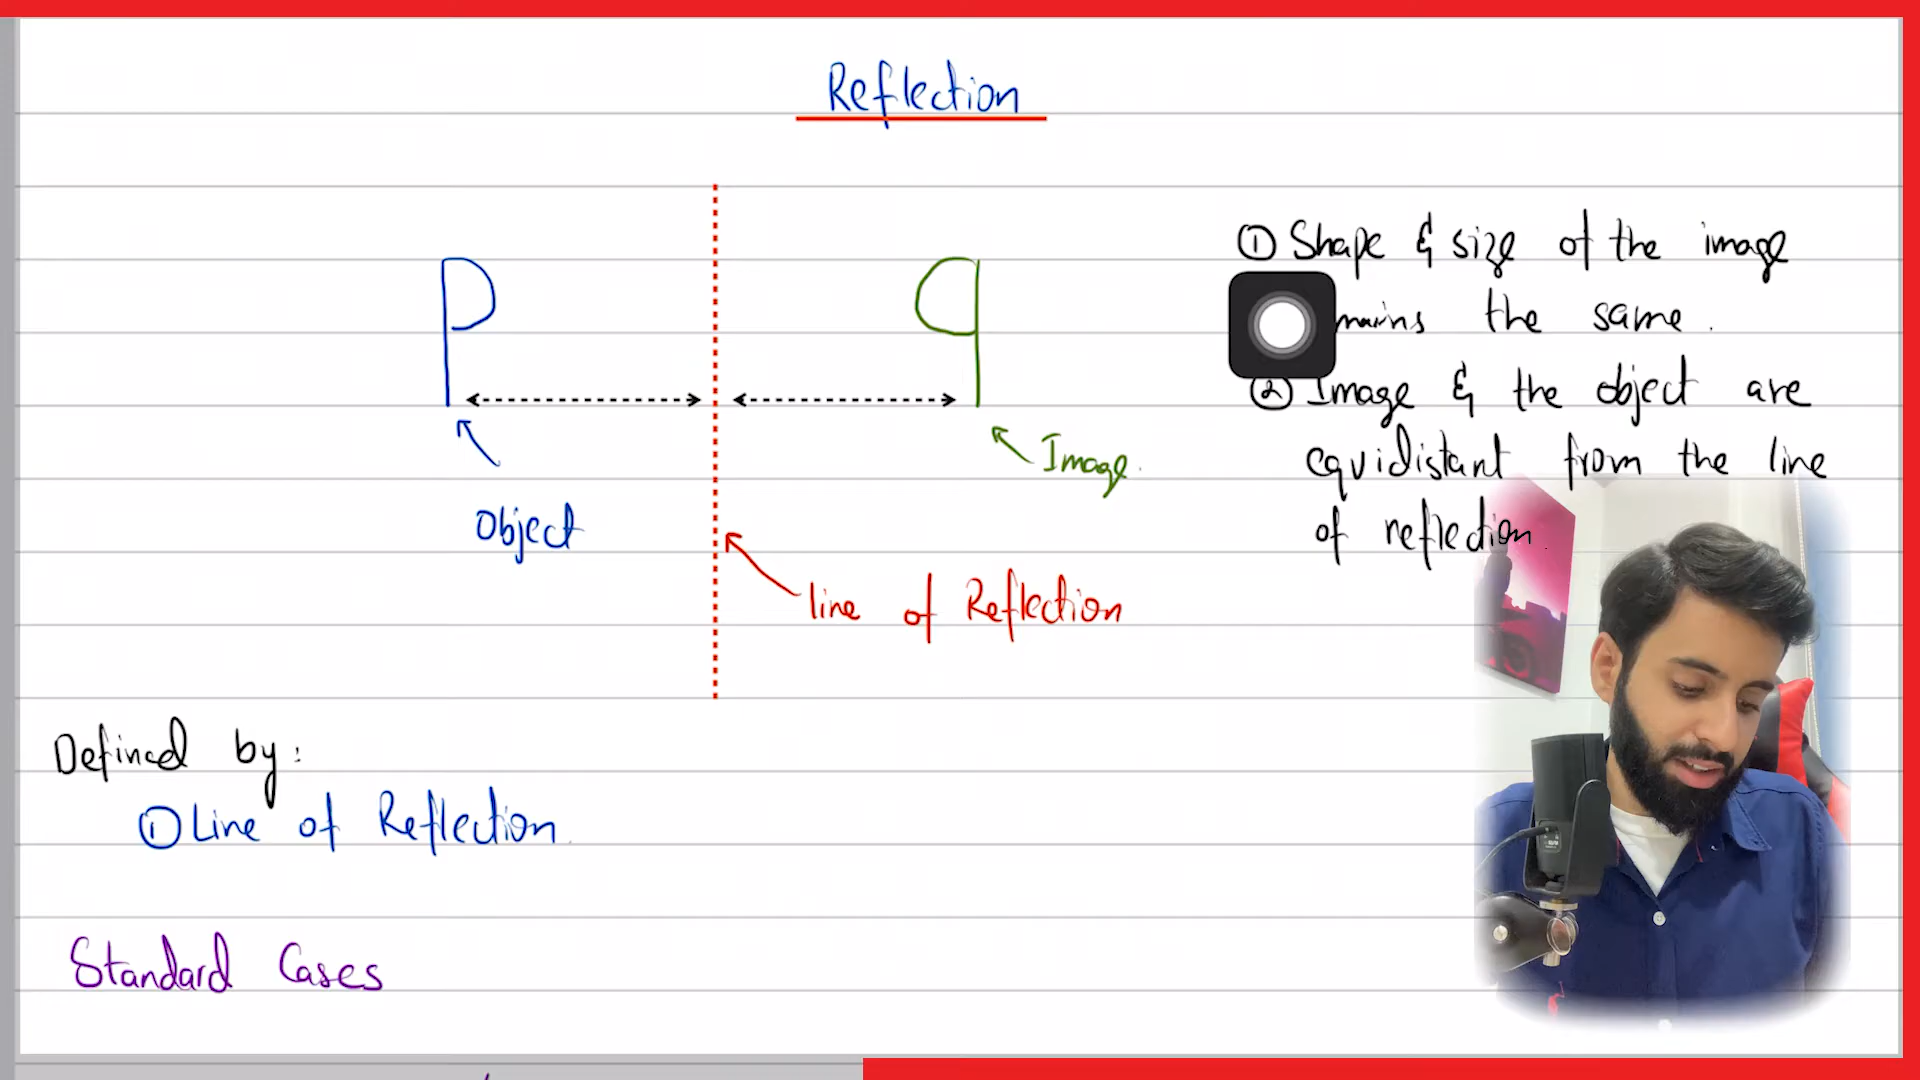 Reflection
① Shape & size of the image
the same.
② Image & the object are
equidistant from the line
of reflection.
Image.
Object
line of Reflection
Defined by:
① Line of Reflection.
Standard Cases